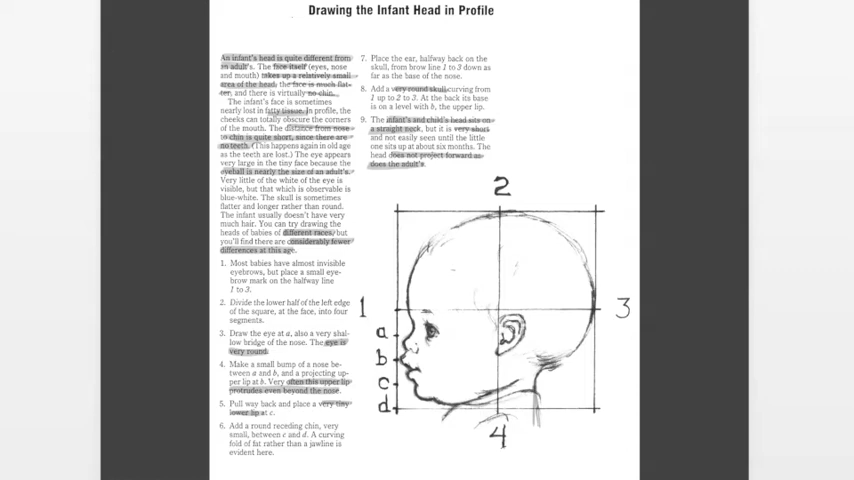 Drawing the Infant Head in Profile
An infant's head is quite different from
an adult's. The face itself (eyes, nose
and mouth) takes up a relatively small
area of the head, the face is much flat-
ter, and there is virtually no chin.
The infant's face is sometimes
nearly lost in fatty tissue. In profile, the
cheeks can totally obscure the corners
of the mouth. The distance from nose
to chin is quite short, since there are
no teeth. (This happens again in old age
as the teeth are lost.) The eye appears
very large in the tiny face because the
eyeball is nearly the size of an adult's.
Very little of the white of the eye is
visible, but that which is observable is
blue-white. The skull is sometimes
flatter and longer rather than round.
The infant usually doesn't have very
much hair. You can try drawing the
heads of babies of different races, but
you'll find there are considerably fewer
differences at this age.
1. Most babies have almost invisible
eyebrows, but place a small eye-
brow mark on the halfway line
1 to 3.
2. Divide the lower half of the left edge
of the square, at the face, into four
segments.
3. Draw the eye at a, also a very shal-
low bridge of the nose. The eye is
very round.
4. Make a small bump of a nose be-
tween a and b, and a projecting up-
per lip at b. Very often this upper lip
protrudes even beyond the nose.
5. Pull way back and place a very tiny
lower lip at c.
6. Add a round receding chin, very
small, between c and d. A curving
fold of fat rather than a jawline is
evident here.
7. Place the ear, halfway back on the
skull, from brow line 1 to 3 down as
far as the base of the nose.
8. Add a very round skull, curving from
1 up to 2 to 3. At the back its base
is on a level with b, the upper lip.
9. The infant's and child's head sits on
a straight neck, but it is very short
and not easily seen until the little
one sits up at about six months. The
head does not project forward as
does the adult's.
2
1
3
a
b
c
d
4